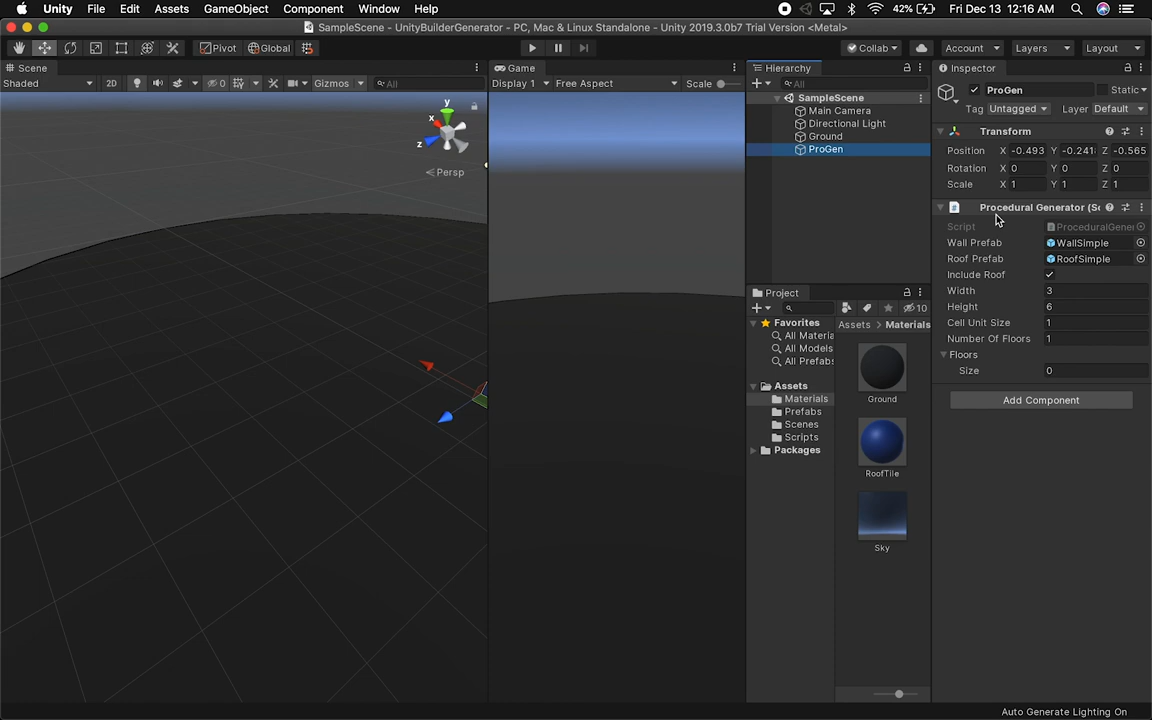 Unity File Edit Assets GameObject Component Window Help 42% Fri Dec 13 12:16 AM
SampleScene - UnityBuilderGenerator - PC, Mac & Linux Standalone - Unity 2019.3.0b7 Trial Version <Metal>
Pivot Global Collab Account Layers Layout
Scene
Shaded 2D 0 Gizmos All
y
x
z
Persp
Game
Display 1 Free Aspect Scale
Hierarchy
All
SampleScene
Main Camera
Directional Light
Ground
ProGen
Project
10
Favorites
All Materia
All Models
All Prefabs
Assets
Materials
Prefabs
Scenes
Scripts
Packages
Assets > Materials
Ground
RoofTile
Sky
Inspector
ProGen Static
Tag Untagged Layer Default
Transform
Position X -0.493 Y -0.241 Z -0.565
Rotation X 0 Y 0 Z 0
Scale X 1 Y 1 Z 1
# Procedural Generator (Sc
Script ProceduralGener
Wall Prefab WallSimple
Roof Prefab RoofSimple
Include Roof
Width 3
Height 6
Cell Unit Size 1
Number Of Floors 1
Floors
Size 0
Add Component
Auto Generate Lighting On